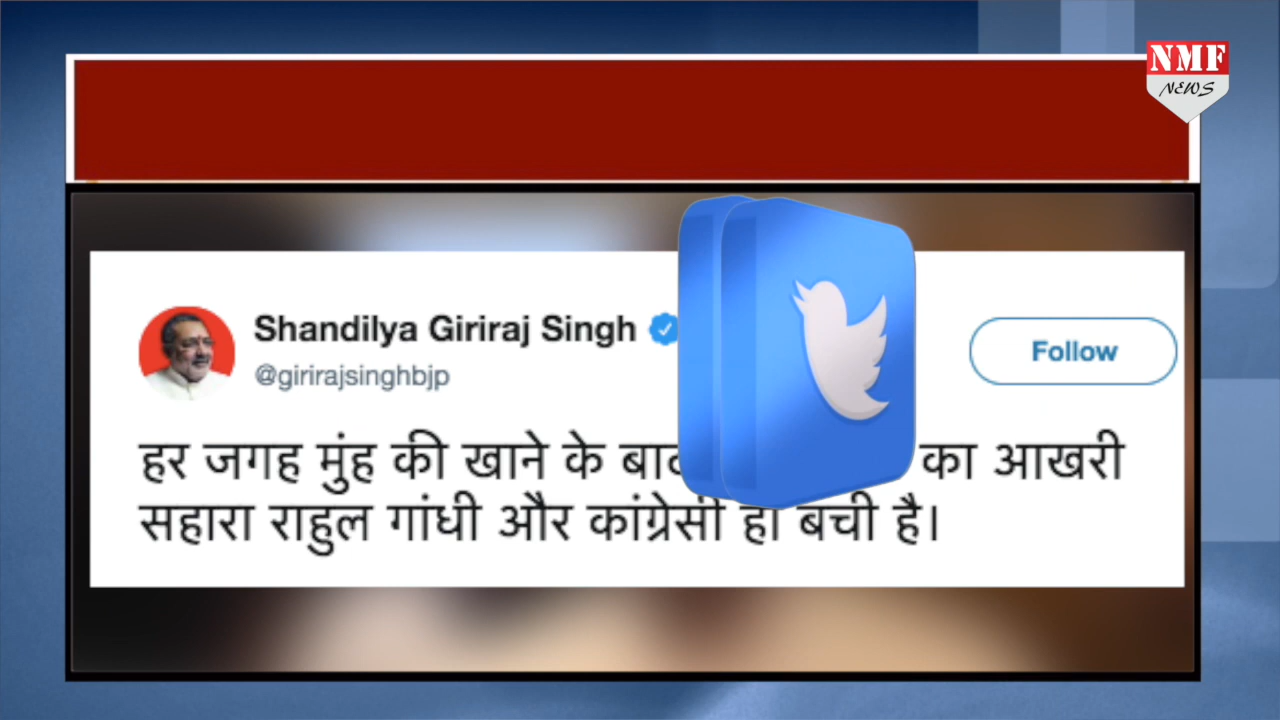 NMF
NEWS
Shandilya Giriraj Singh
@girirajsinghbjp
Follow
हर जगह मुंह की खाने के बाद का आखरी
सहारा राहुल गांधी और कांग्रेसी ही बची है।